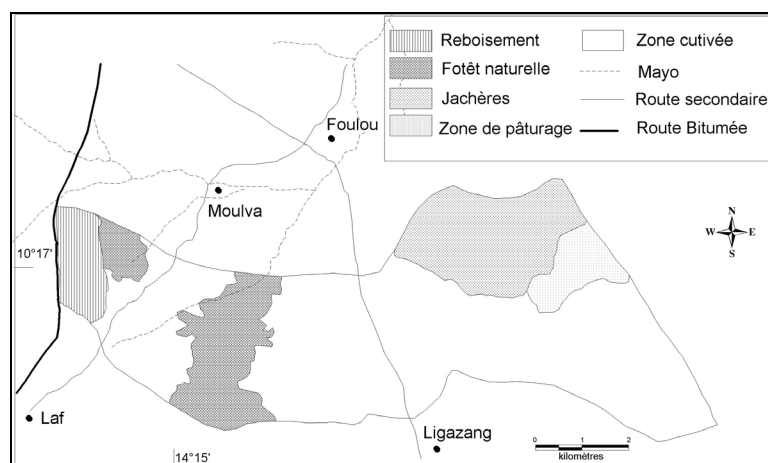 Reboisement
Fotêt naturelle
Jachères
Zone de pâturage
Zone cutivée
Mayo
Route secondaire
Route Bitumée
Foulou
Moulva
N
W E
S
10°17'
Laf
Ligazang
0 1 2
kilomètres
14°15'